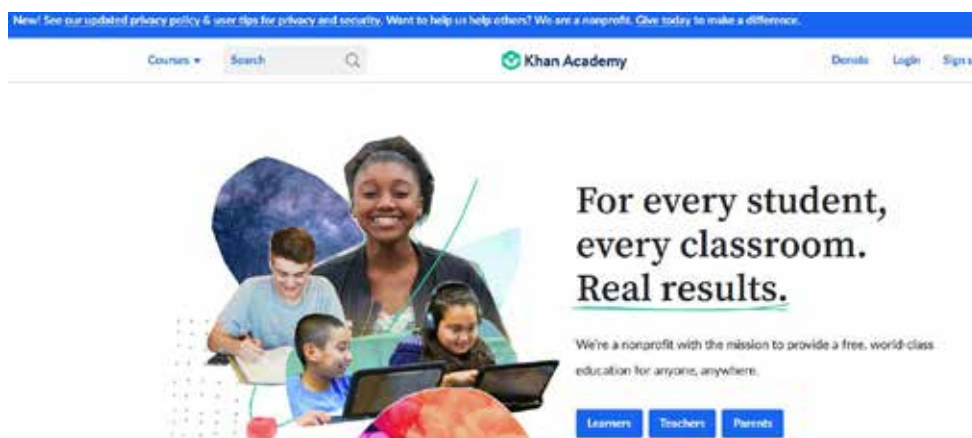 New! See our updated privacy policy & user tips for privacy and security. Want to help us help others? We are a nonprofit. Give today to make a difference.
Courses Search Khan Academy Donate Login Sign
For every student,
every classroom.
Real results.
We're a nonprofit with the mission to provide a free, world-class
education for anyone, anywhere.
Learners Teachers Parents